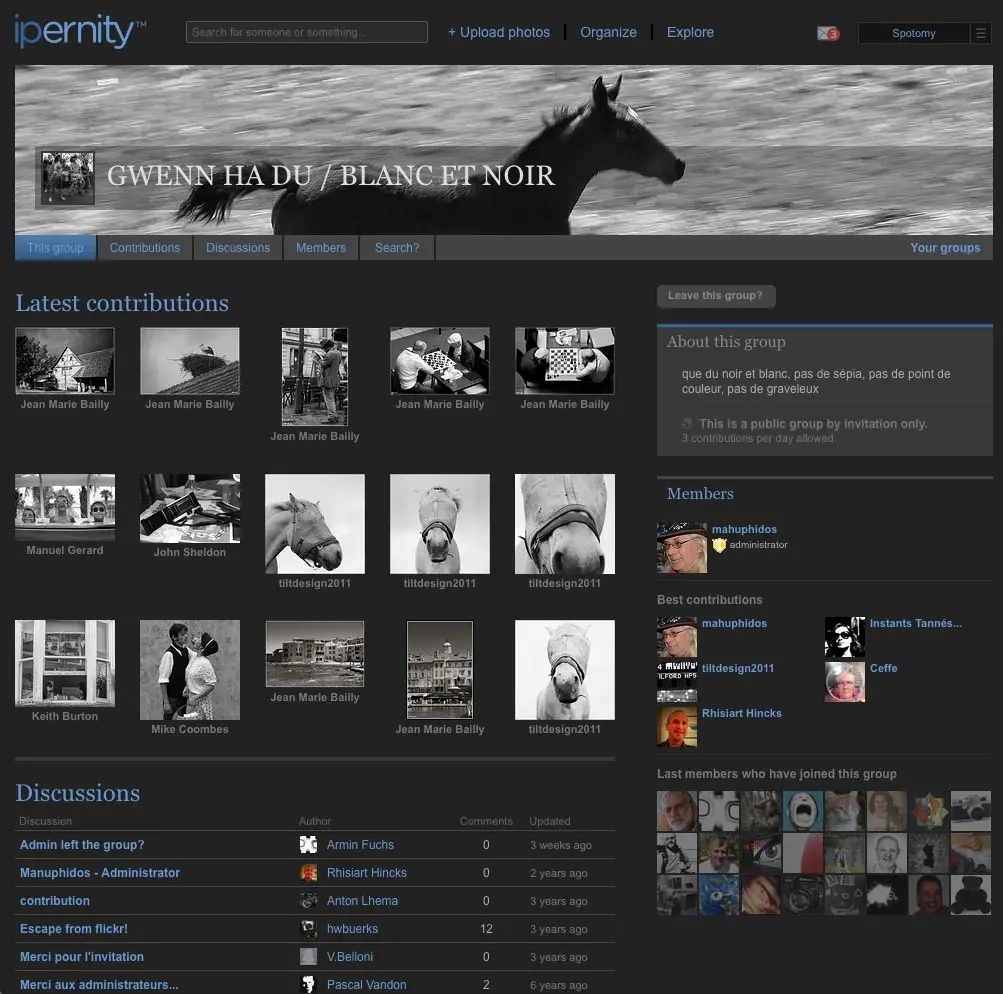 ipernity™
Search for someone or something...
+ Upload photos
Organize
Explore
3
Spotomy
GWENN HA DU / BLANC ET NOIR
This group
Contributions
Discussions
Members
Search?
Your groups
Latest contributions
Jean Marie Bailly
Jean Marie Bailly
Jean Marie Bailly
Jean Marie Bailly
Jean Marie Bailly
Manuel Gerard
John Sheldon
tiltdesign2011
tiltdesign2011
tiltdesign2011
Keith Burton
Mike Coombes
Jean Marie Bailly
Jean Marie Bailly
tiltdesign2011
Discussions
Discussion Author Comments Updated
Admin left the group? Armin Fuchs 0 3 weeks ago
Manuphidos - Administrator Rhisiart Hincks 0 2 years ago
contribution Anton Lhema 0 3 years ago
Escape from flickr! hwbuerks 12 3 years ago
Merci pour l'invitation V.Belloni 0 3 years ago
Merci aux administrateurs... Pascal Vandon 2 6 years ago
Leave this group?
About this group
que du noir et blanc, pas de sépia, pas de point de
couleur, pas de graveleux
This is a public group by invitation only.
3 contributions per day allowed.
Members
mahuphidos
administrator
Best contributions
mahuphidos
Instants Tannés...
tiltdesign2011
Ceffe
Rhisiart Hincks
Last members who have joined this group